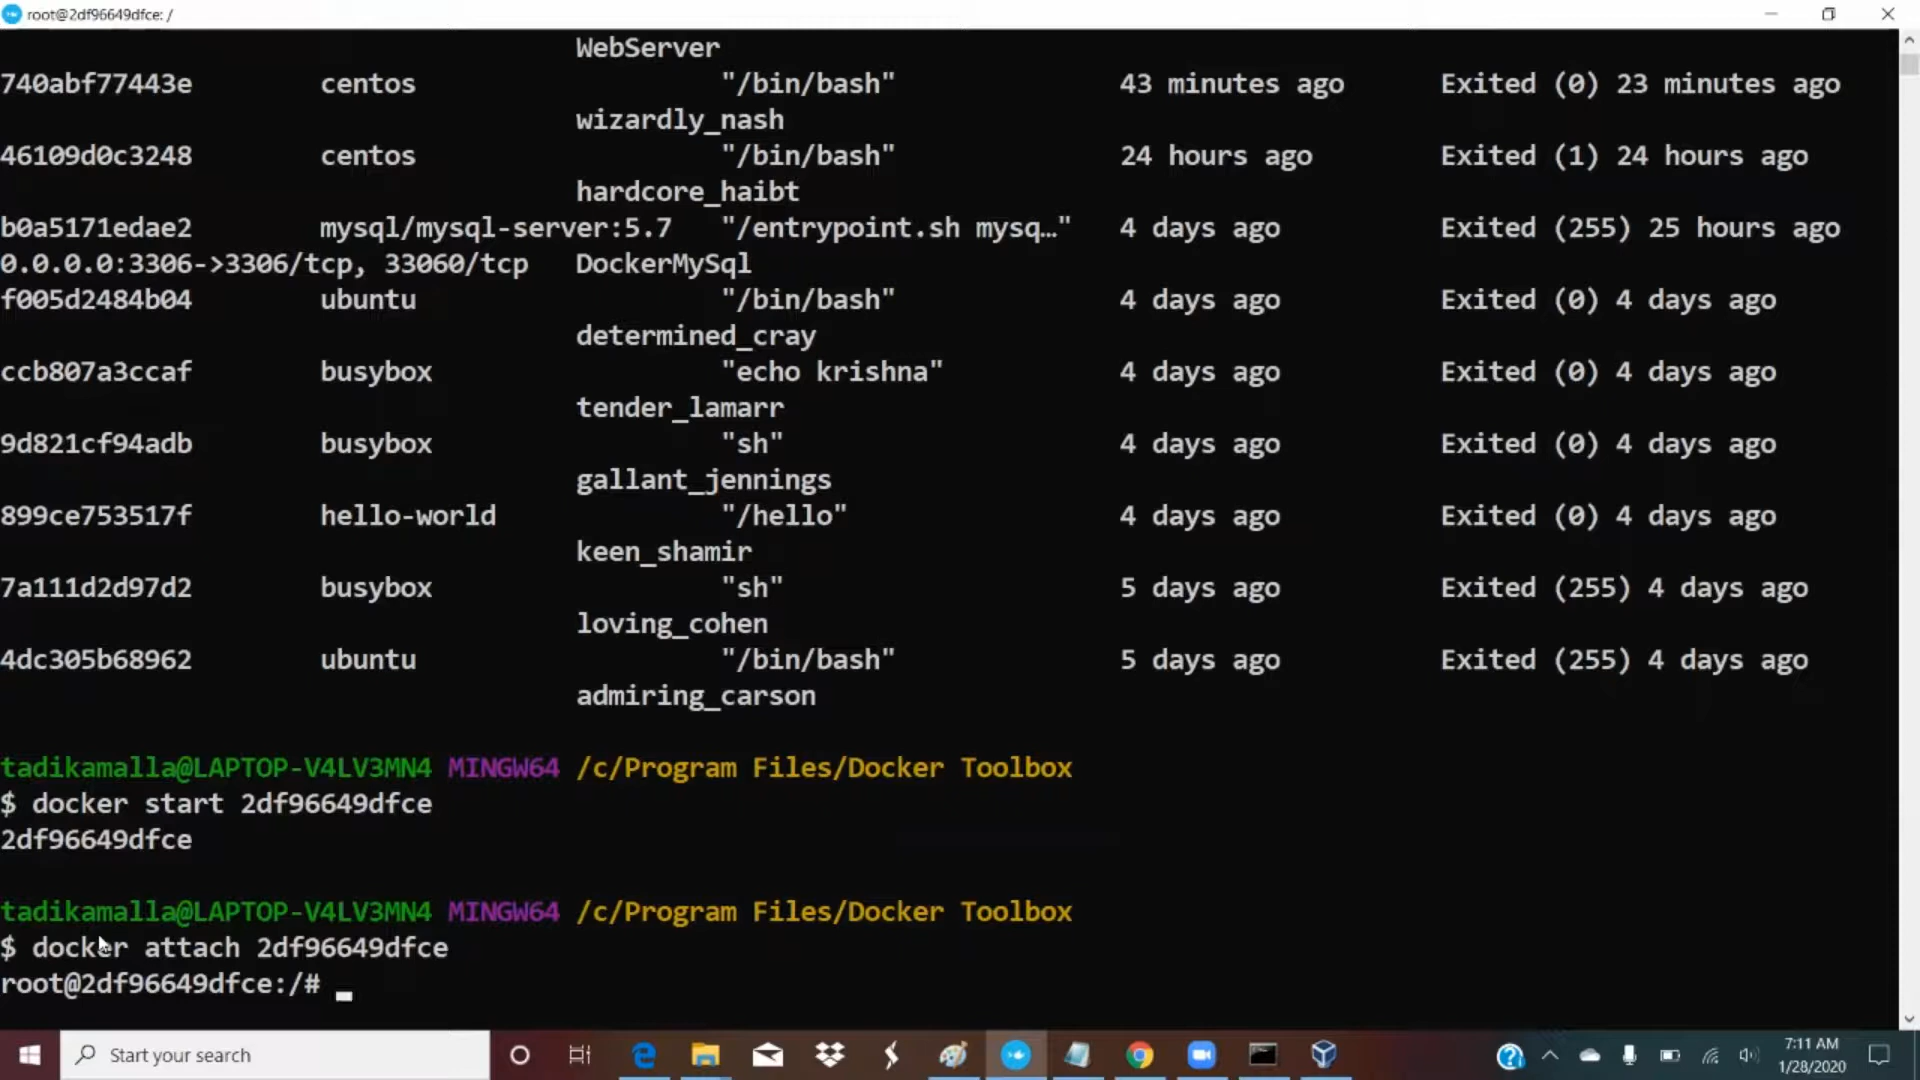 root@2df96649dfce: /
WebServer
740abf77443e centos "/bin/bash" 43 minutes ago Exited (0) 23 minutes ago
wizardly_nash
46109d0c3248 centos "/bin/bash" 24 hours ago Exited (1) 24 hours ago
hardcore_haibt
b0a5171edae2 mysql/mysql-server:5.7 "/entrypoint.sh mysq…" 4 days ago Exited (255) 25 hours ago
0.0.0.0:3306->3306/tcp, 33060/tcp DockerMySql
f005d2484b04 ubuntu "/bin/bash" 4 days ago Exited (0) 4 days ago
determined_cray
ccb807a3ccaf busybox "echo krishna" 4 days ago Exited (0) 4 days ago
tender_lamarr
9d821cf94adb busybox "sh" 4 days ago Exited (0) 4 days ago
gallant_jennings
899ce753517f hello-world "/hello" 4 days ago Exited (0) 4 days ago
keen_shamir
7a111d2d97d2 busybox "sh" 5 days ago Exited (255) 4 days ago
loving_cohen
4dc305b68962 ubuntu "/bin/bash" 5 days ago Exited (255) 4 days ago
admiring_carson
tadikamalla@LAPTOP-V4LV3MN4 MINGW64 /c/Program Files/Docker Toolbox
$ docker start 2df96649dfce
2df96649dfce
tadikamalla@LAPTOP-V4LV3MN4 MINGW64 /c/Program Files/Docker Toolbox
$ docker attach 2df96649dfce
root@2df96649dfce:/#
Start your search
7:11 AM
1/28/2020